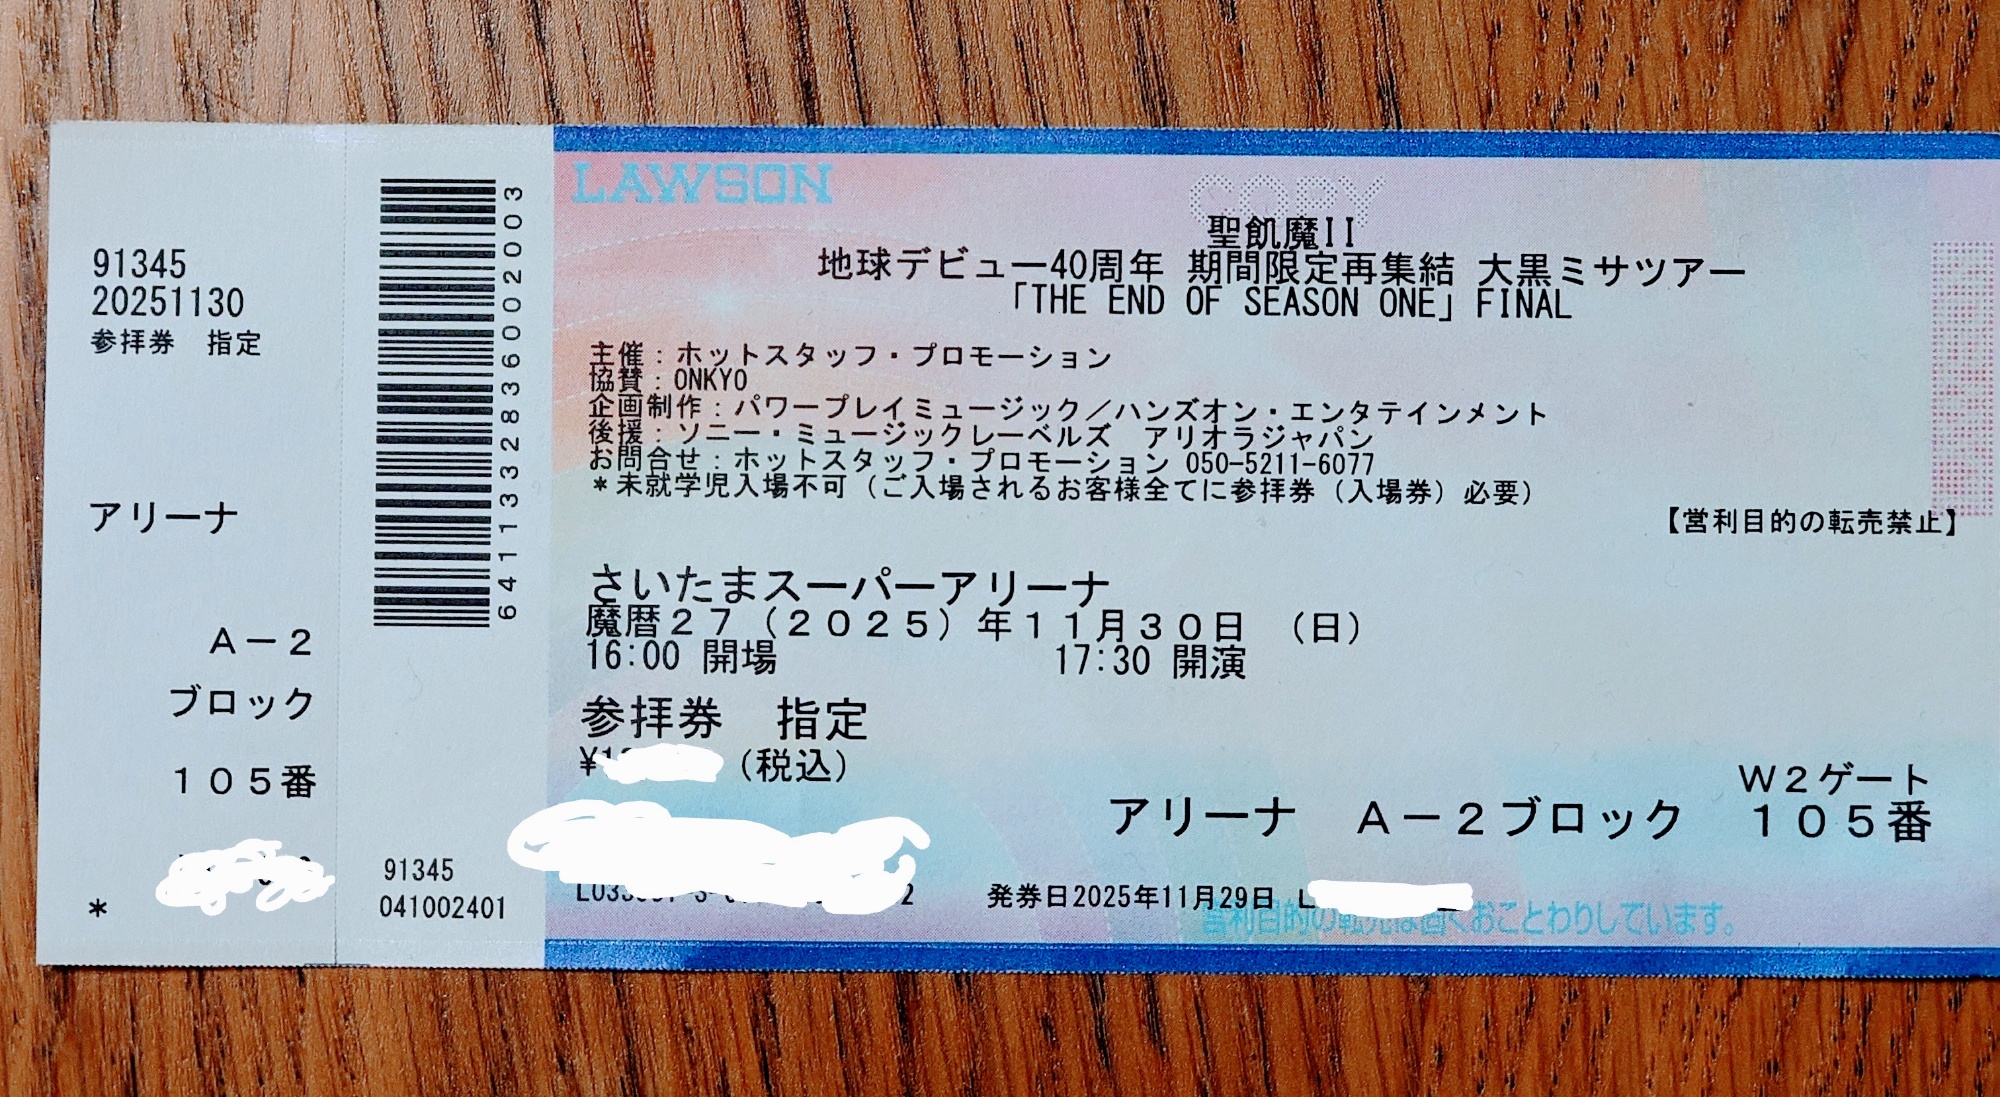 91345
20251130
参拝券 指定
アリーナ
A-2
ブロック
105番
*
6411332836002003
91345
041002401
LAWSON
COPY
聖飢魔II
地球デビュー40周年 期間限定再集結 大黒ミサツアー
「THE END OF SEASON ONE」FINAL
主催:ホットスタッフ・プロモーション
協賛:ONKYO
企画制作:パワープレイミュージック/ハンズオン・エンタテインメント
後援:ソニー・ミュージックレーベルズ アリオラジャパン
お問合せ:ホットスタッフ・プロモーション 050-5211-6077
*未就学児入場不可(ご入場されるお客様全てに参拝券(入場券)必要)
【営利目的の転売禁止】
さいたまスーパーアリーナ
魔暦27(2025)年11月30日 (日)
16:00 開場 17:30 開演
参拝券 指定
(税込)
W2ゲート
アリーナ A-2ブロック 105番
発券日2025年11月29日
営利目的の転売は固くおことわりしています。